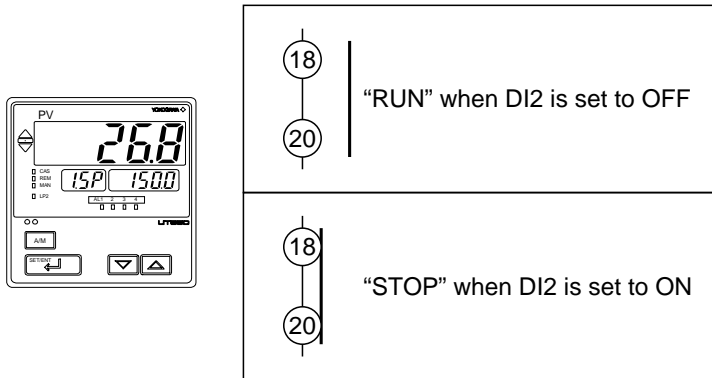 PV
YOKOGAWA
26.8
CAS
REM
MAN
LP2
1.SP
150.0
AL1 2 3 4
UT550
A/M
SET/ENT
18
20
“RUN” when DI2 is set to OFF
18
20
“STOP” when DI2 is set to ON